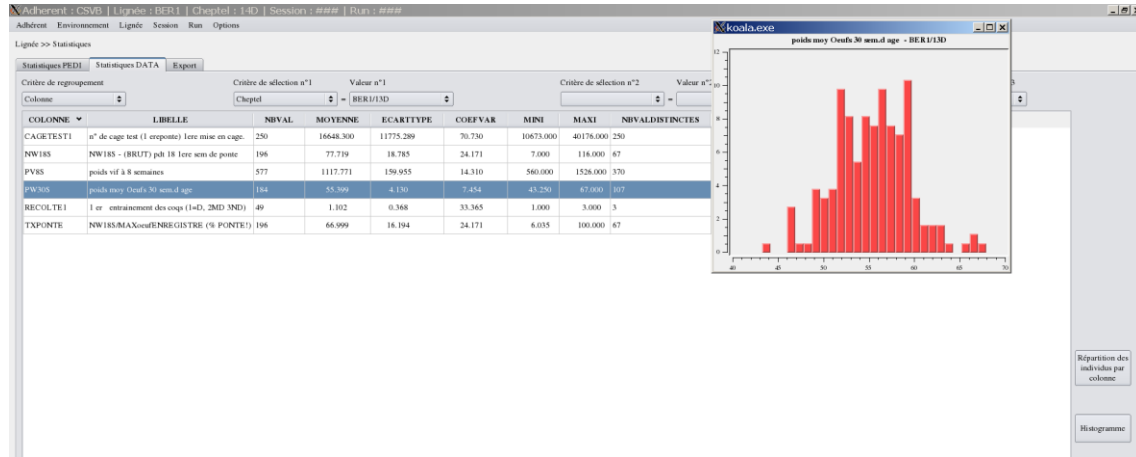 Adherent : CSVB | Lignée : BER1 | Cheptel : 14D | Session : ### | Run : ###
Adhérent Environnement Lignée Session Run Options
Lignée >> Statistiques
Statistiques PEDI Statistiques DATA Export
Critère de regroupement Critère de sélection n°1 Valeur n°1 Critère de sélection n°2
Colonne Cheptel = BER1/13D =
COLONNE LIBELLE NBVAL MOYENNE ECARTTYPE COEFVAR MINI MAXI NBVALDISTINCTES
CAGETEST1 n° de cage test (1 ereponte) 1ere mise en cage. 250 16648.300 11775.289 70.730 10673.000 40176.000 250
NW18S NW18S - (BRUT) pdt 18 1ere sem de ponte 196 77.719 18.785 24.171 7.000 116.000 67
PV8S poids vif à 8 semaines 577 1117.771 159.955 14.310 560.000 1526.000 370
PW30S poids moy Oeufs 30 sem.d age 184 55.399 4.130 7.454 43.250 67.000 107
RECOLTE1 1 er entrainement des coqs (1=D, 2MD 3ND) 49 1.102 0.368 33.365 1.000 3.000 3
TXPONTE NW18S/MAXoeufENREGISTRE (% PONTE!) 196 66.999 16.194 24.171 6.035 100.000 67
koala.exe
poids moy Oeufs 30 sem.d age - BER1/13D
12
10
8
6
4
2
0
40 45 50 55 60 65 70
Répartition des
individus par
colonne
Histogramme